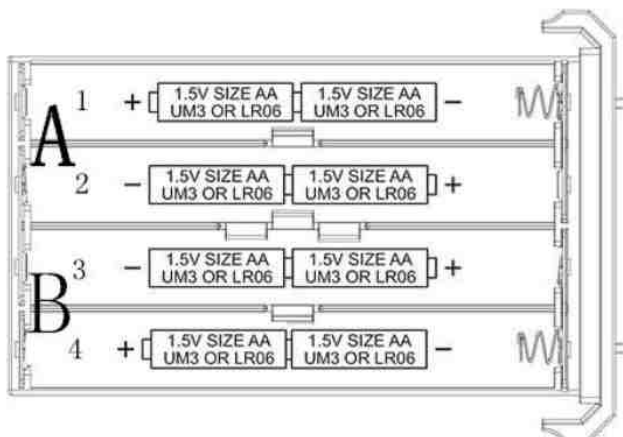 A
1 + 1.5V SIZE AA UM3 OR LR06 1.5V SIZE AA UM3 OR LR06 −
2 − 1.5V SIZE AA UM3 OR LR06 1.5V SIZE AA UM3 OR LR06 +
B
3 − 1.5V SIZE AA UM3 OR LR06 1.5V SIZE AA UM3 OR LR06 +
4 + 1.5V SIZE AA UM3 OR LR06 1.5V SIZE AA UM3 OR LR06 −